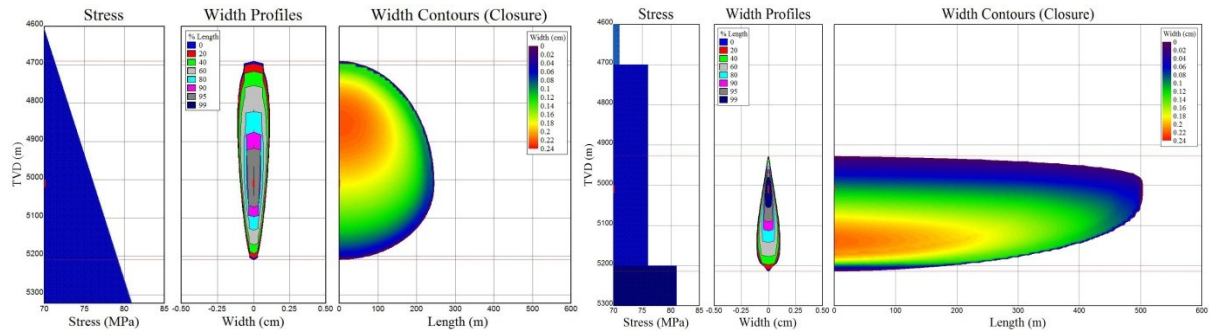 Stress
Width Profiles
Width Contours (Closure)
TVD (m)
4600
4700
4800
4900
5000
5100
5200
5300
70 75 80 85
Stress (MPa)
% Length
0
20
40
60
80
90
95
99
-0.50 -0.25 0 0.25 0.50
Width (cm)
Width (cm)
0
0.02
0.04
0.06
0.08
0.1
0.12
0.14
0.16
0.18
0.2
0.22
0.24
0 100 200 300 400 500 600
Length (m)
Stress
Width Profiles
Width Contours (Closure)
TVD (m)
4600
4700
4800
4900
5000
5100
5200
5300
70 75 80 85
Stress (MPa)
% Length
0
20
40
60
80
90
95
99
-0.50 -0.25 0 0.25 0.50
Width (cm)
Width (cm)
0
0.02
0.04
0.06
0.08
0.1
0.12
0.14
0.16
0.18
0.2
0.22
0.24
0 100 200 300 400 500 600
Length (m)